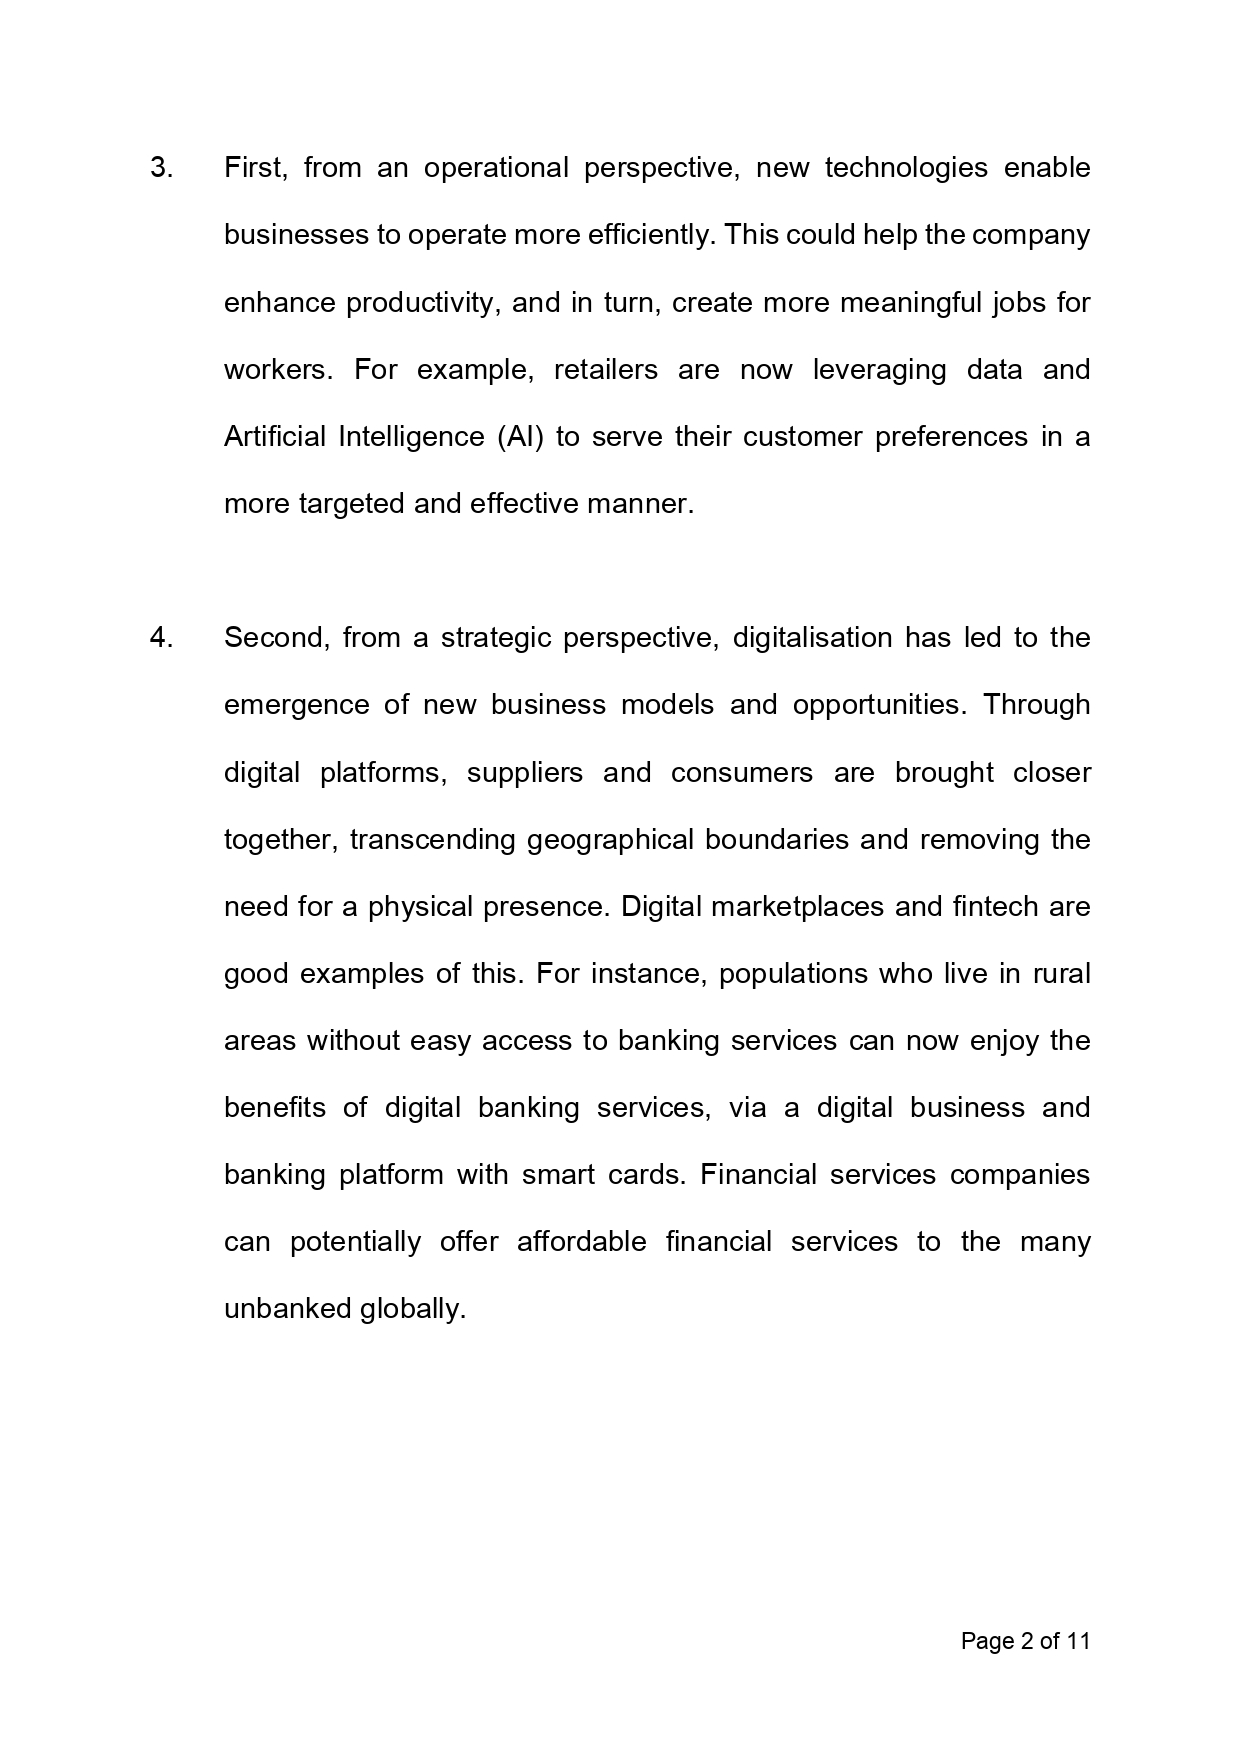 3. First, from an operational perspective, new technologies enable
businesses to operate more efficiently. This could help the company
enhance productivity, and in turn, create more meaningful jobs for
workers. For example, retailers are now leveraging data and
Artificial Intelligence (AI) to serve their customer preferences in a
more targeted and effective manner.
4. Second, from a strategic perspective, digitalisation has led to the
emergence of new business models and opportunities. Through
digital platforms, suppliers and consumers are brought closer
together, transcending geographical boundaries and removing the
need for a physical presence. Digital marketplaces and fintech are
good examples of this. For instance, populations who live in rural
areas without easy access to banking services can now enjoy the
benefits of digital banking services, via a digital business and
banking platform with smart cards. Financial services companies
can potentially offer affordable financial services to the many
unbanked globally.
Page 2 of 11